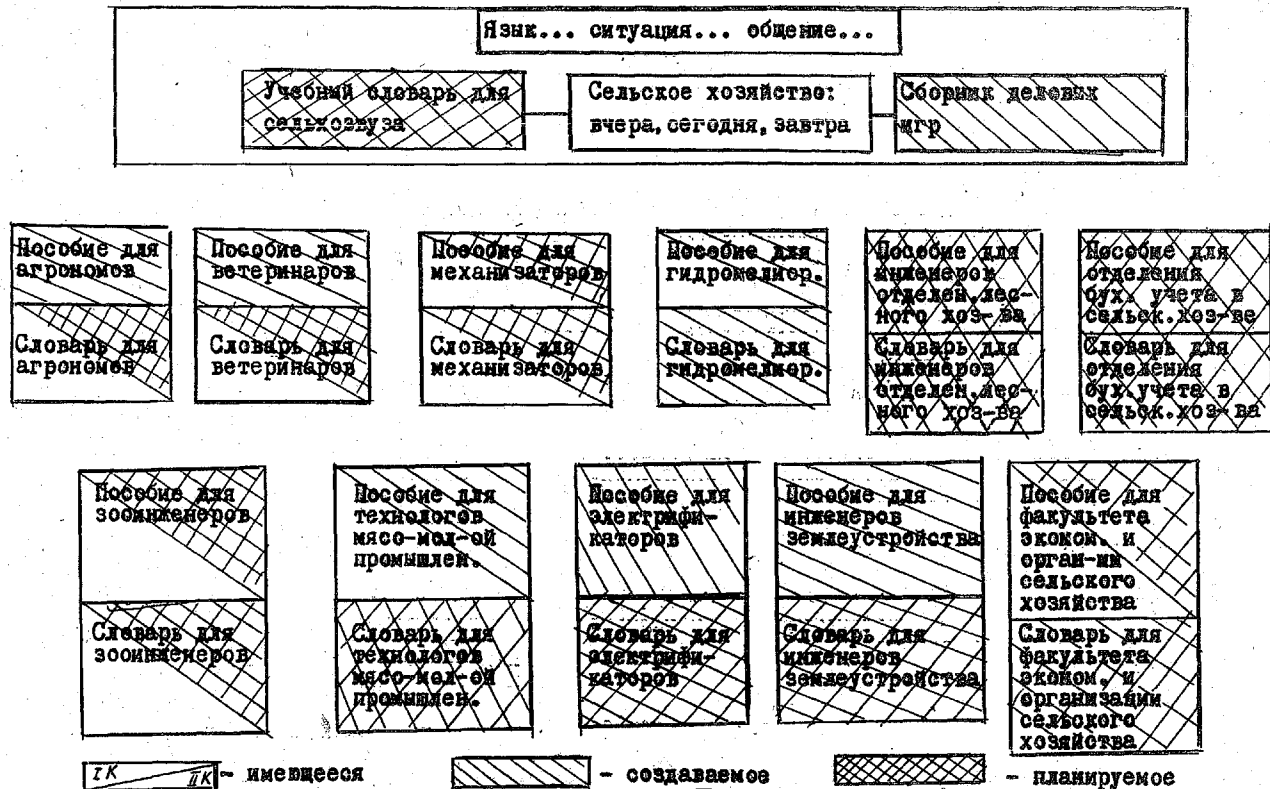 Язык... ситуация... общение...
Учебный словарь для
сельхозвуза
Сельское хозяйство:
вчера, сегодня, завтра
Сборник деловых
игр
Пособие для
агрономов
Словарь для
агрономов
Пособие для
ветеринаров
Словарь для
ветеринаров
Пособие для
механизаторов
Словарь для
механизаторов
Пособие для
гидромелиор.
Словарь для
гидромелиор.
Пособие для
инженеров
отделен.лес-
ного хоз-ва
Словарь для
инженеров
отделен.лес-
ного хоз-ва
Пособие для
отделения
бух. учета в
сельск.хоз-ве
Словарь для
отделения
бух.учета в
сельск.хоз-ва
Пособие для
зооинженеров
Словарь для
зооинженеров
Пособие для
технологов
мясо-мол-ой
промышлен.
Словарь для
технологов
мясо-мол-ой
промышлен.
Пособие для
электрифи-
каторов
Словарь для
электрифи-
каторов
Пособие для
инженеров
землеустройства
Словарь для
инженеров
землеустройства
Пособие для
факультета
эконом. и
орган-ии
сельского
хозяйства
Словарь для
факультета
эконом. и
организации
сельского
хозяйства
I К II К - имеющееся
- создаваемое
- планируемое